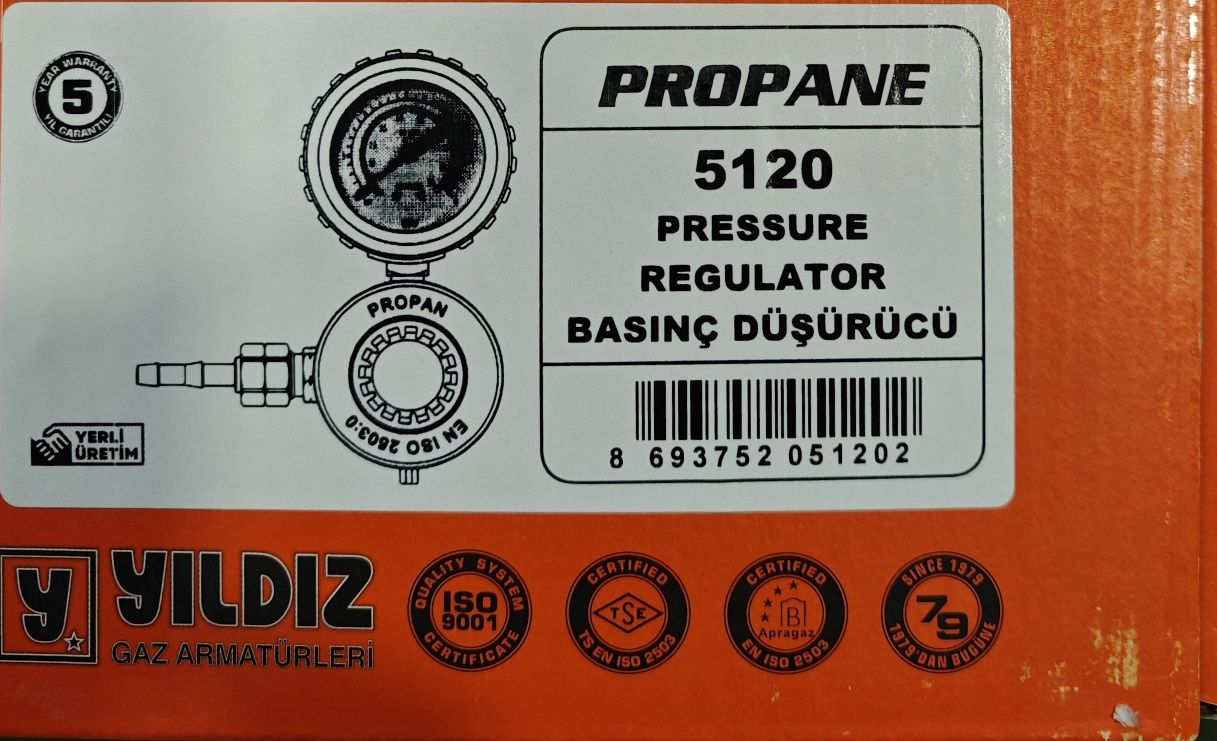 YEAR WARRANTY
5
YIL GARANTİLİ
PROPAN
EN ISO 2503:0
YERLİ
ÜRETİM
PROPANE
5120
PRESSURE
REGULATOR
BASINÇ DÜŞÜRÜCÜ
8 693752 051202
Y
YILDIZ
GAZ ARMATÜRLERİ
QUALITY SYSTEM
ISO
9001
CERTIFICATE
CERTIFIED
TSE
TS EN ISO 2503
CERTIFIED
B
Apragaz
EN ISO 2503
SINCE 1979
79
1979'DAN BUGÜNE